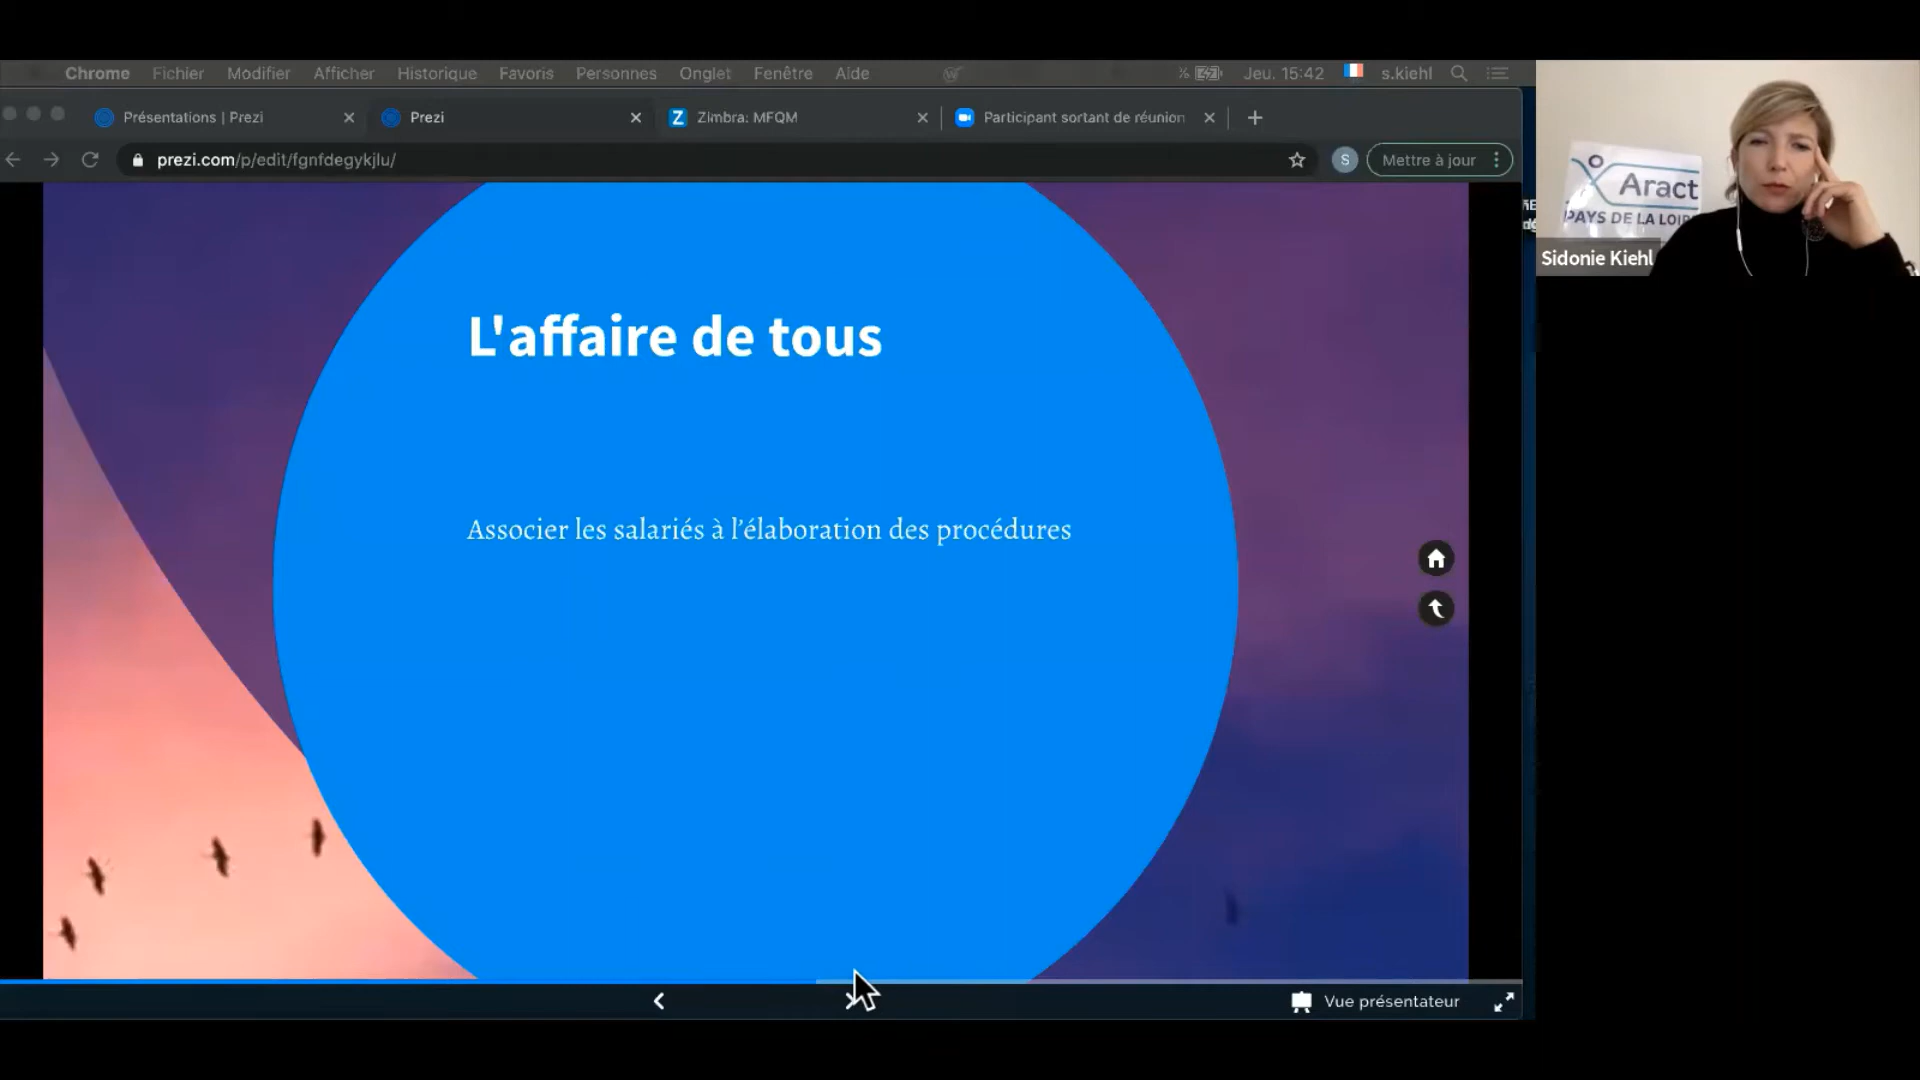 Chrome Fichier Modifier Afficher Historique Favoris Personnes Onglet Fenêtre Aide
Jeu. 15:42 s.kiehl
Présentations | Prezi
Prezi
Z Zimbra: MFQM
Participant sortant de réunion
prezi.com/p/edit/fgnfdegykjlu/
S
Mettre à jour
L'affaire de tous
Associer les salariés à l'élaboration des procédures
Vue présentateur
Aract
PAYS DE LA LOIRE
Sidonie Kiehl